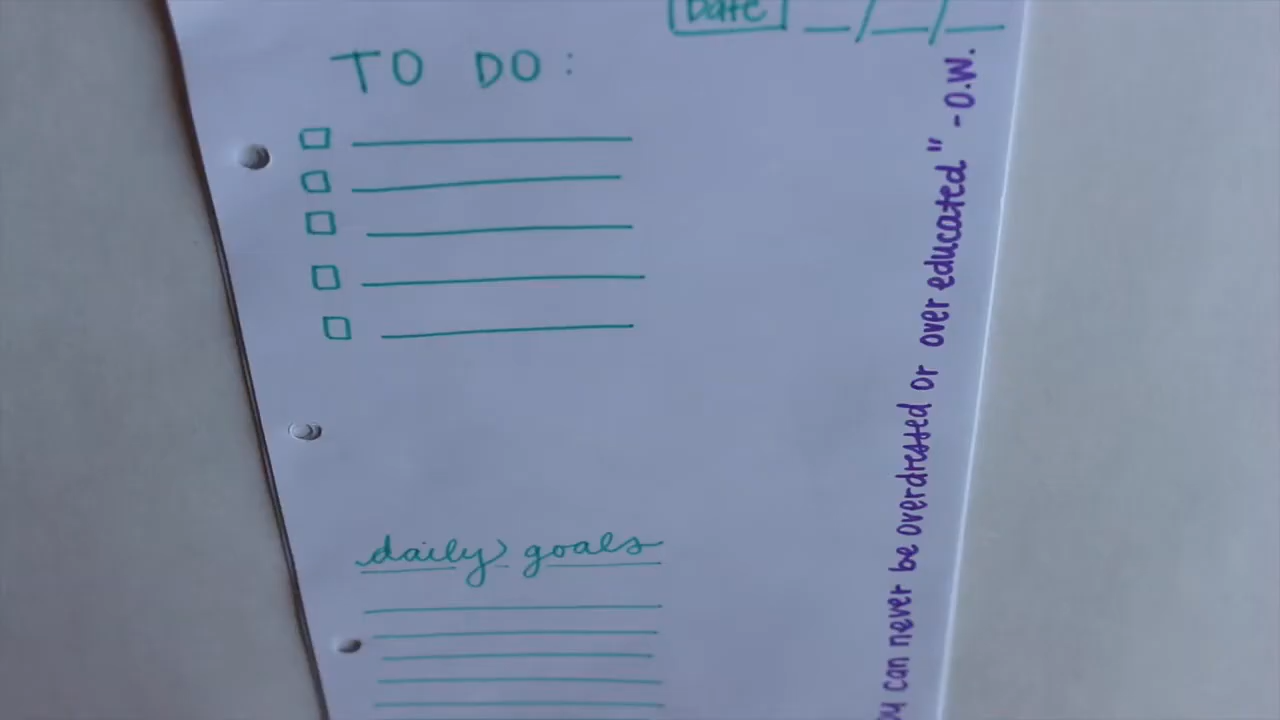 Date _/_/_
TO DO:
daily goals
can never be overdressed or over educated" -O.W.